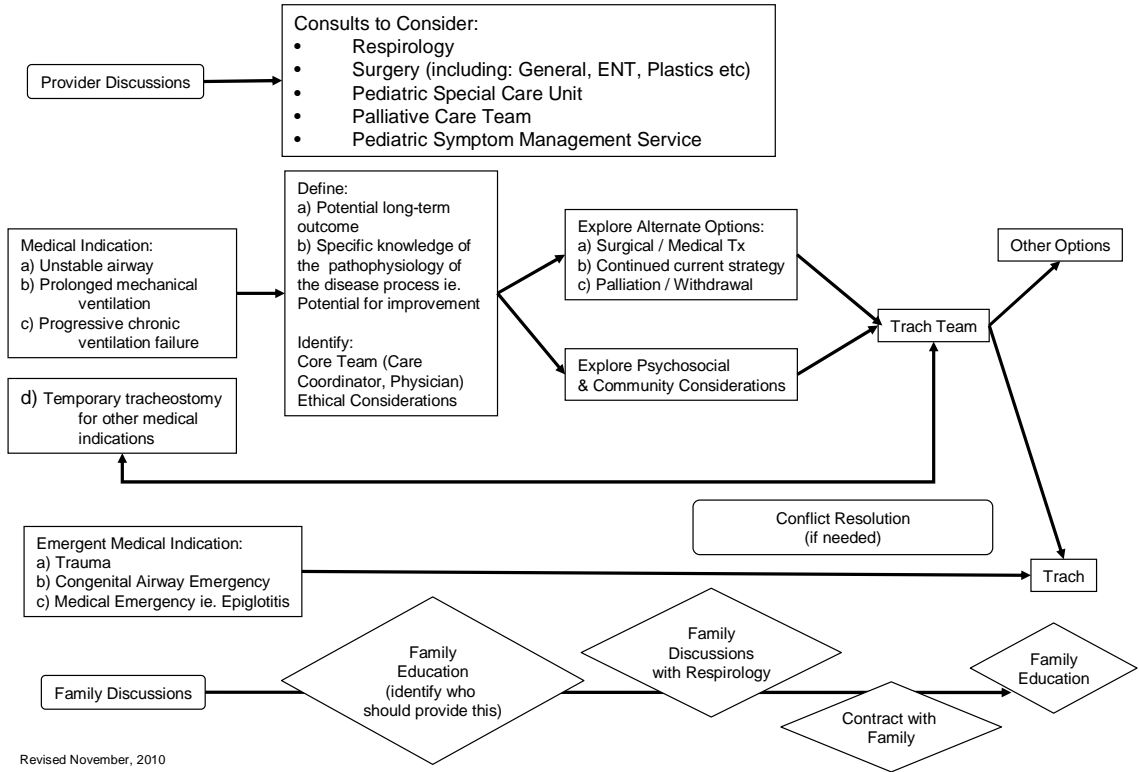 Provider Discussions
Consults to Consider:
• Respirology
• Surgery (including: General, ENT, Plastics etc)
• Pediatric Special Care Unit
• Palliative Care Team
• Pediatric Symptom Management Service
Medical Indication:
a) Unstable airway
b) Prolonged mechanical
ventilation
c) Progressive chronic
ventilation failure
d) Temporary tracheostomy
for other medical
indications
Define:
a) Potential long-term
outcome
b) Specific knowledge of
the pathophysiology of
the disease process ie.
Potential for improvement
Identify:
Core Team (Care
Coordinator, Physician)
Ethical Considerations
Explore Alternate Options:
a) Surgical / Medical Tx
b) Continued current strategy
c) Palliation / Withdrawal
Explore Psychosocial
& Community Considerations
Trach Team
Other Options
Conflict Resolution
(if needed)
Emergent Medical Indication:
a) Trauma
b) Congenital Airway Emergency
c) Medical Emergency ie. Epiglotitis
Trach
Family Discussions
Family
Education
(identify who
should provide this)
Family
Discussions
with Respirology
Contract with
Family
Family
Education
Revised November, 2010